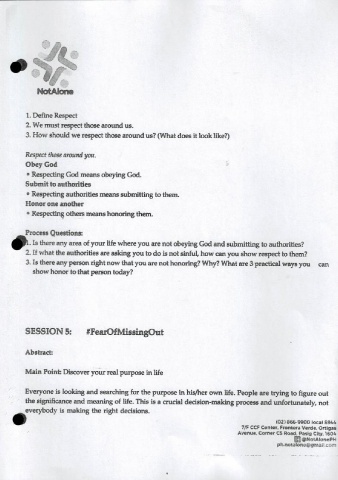 NotAlone
1. Define Respect
2. We must respect those around us.
3. How should we respect those around us? (What does it look like?)
Respect those around you.
Obey God
* Respecting God means obeying God.
Submit to authorities
* Respecting authorities means submitting to them.
Honor one another
* Respecting others means honoring them.
Process Questions:
1. Is there any area of your life where you are not obeying God and submitting to authorities?
2. If what the authorities are asking you to do is not sinful, how can you show respect to them?
3. Is there any person right now that you are not honoring? Why? What are 3 practical ways you can
show honor to that person today?
SESSION 5: #FearOfMissingOut
Abstract:
Main Point: Discover your real purpose in life
Everyone is looking and searching for the purpose in his/her own life. People are trying to figure out
the significance and meaning of life. This is a crucial decision-making process and unfortunately, not
everybody is making the right decisions.
(02) 866-9900 local
7/F CCF Center, Frontera Verde, Ortigas
Avenue, Corner C5 Road, Pasig City, 1604
@NotAlonePH
ph.notalone@gmail.com